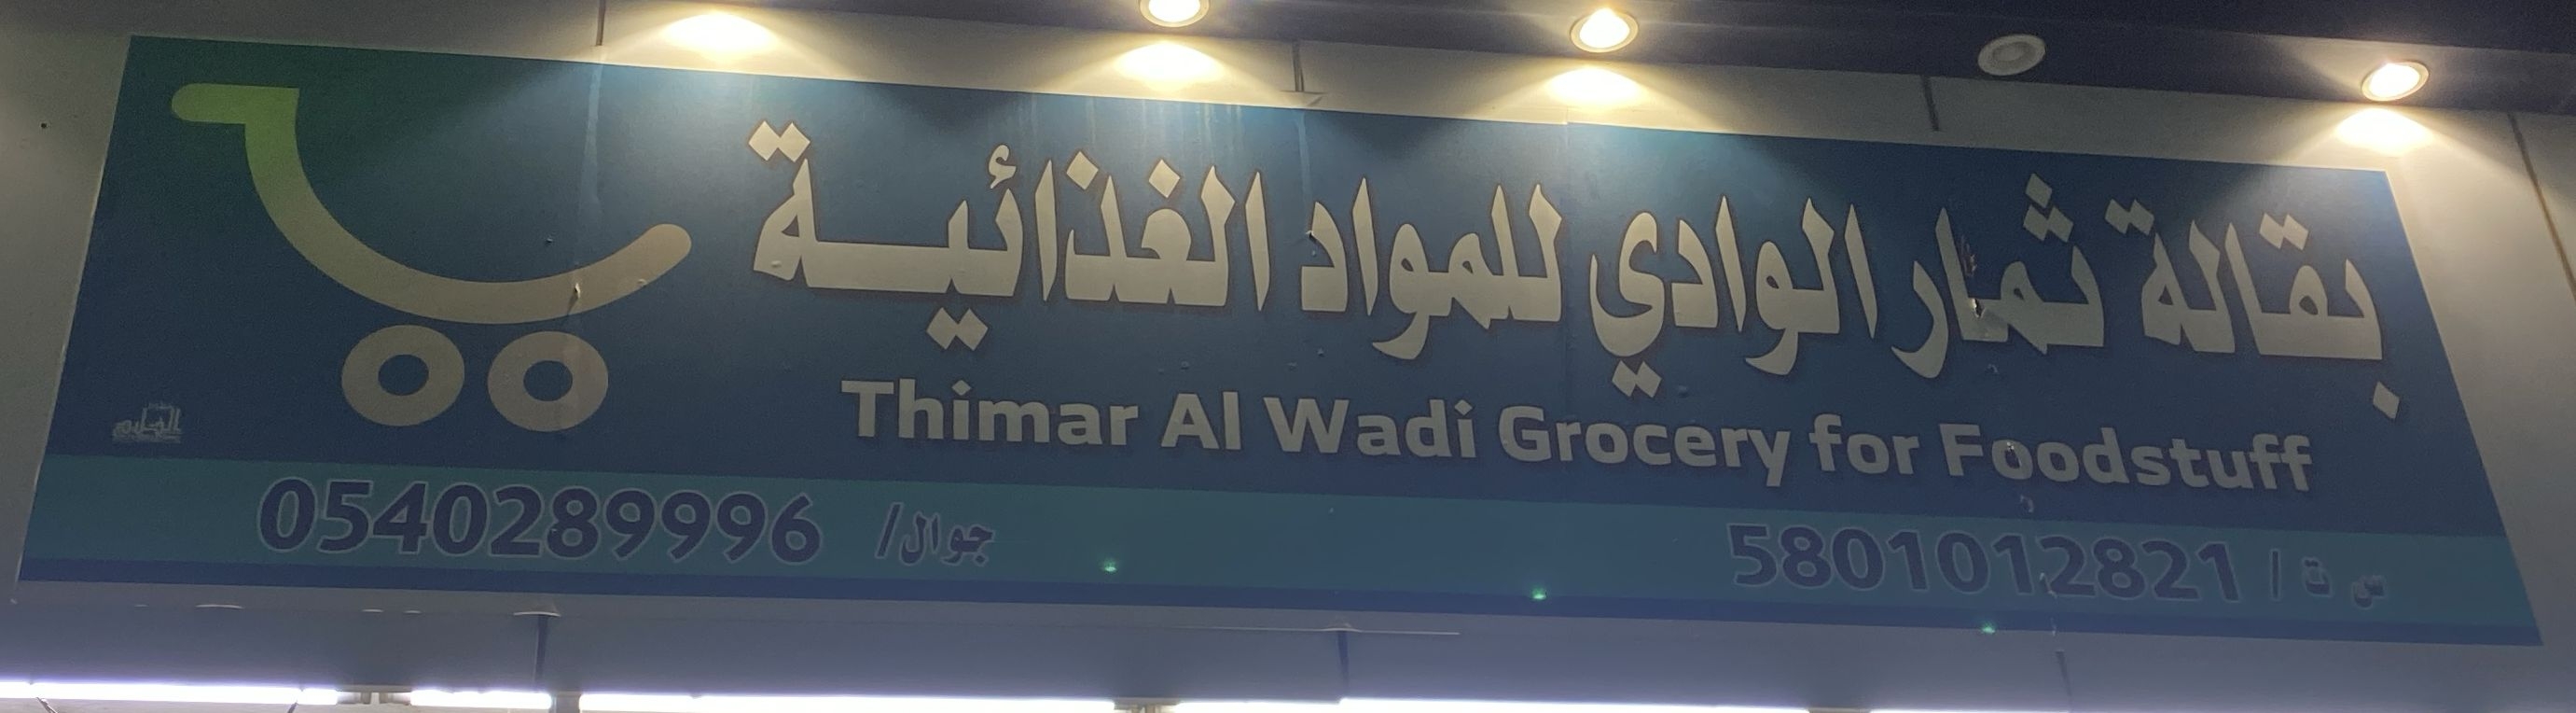 بقالة ثمار الوادي للمواد الغذائية
Thimar Al Wadi Grocery for Foodstuff
س ت / 5801012821
جوال/ 0540289996